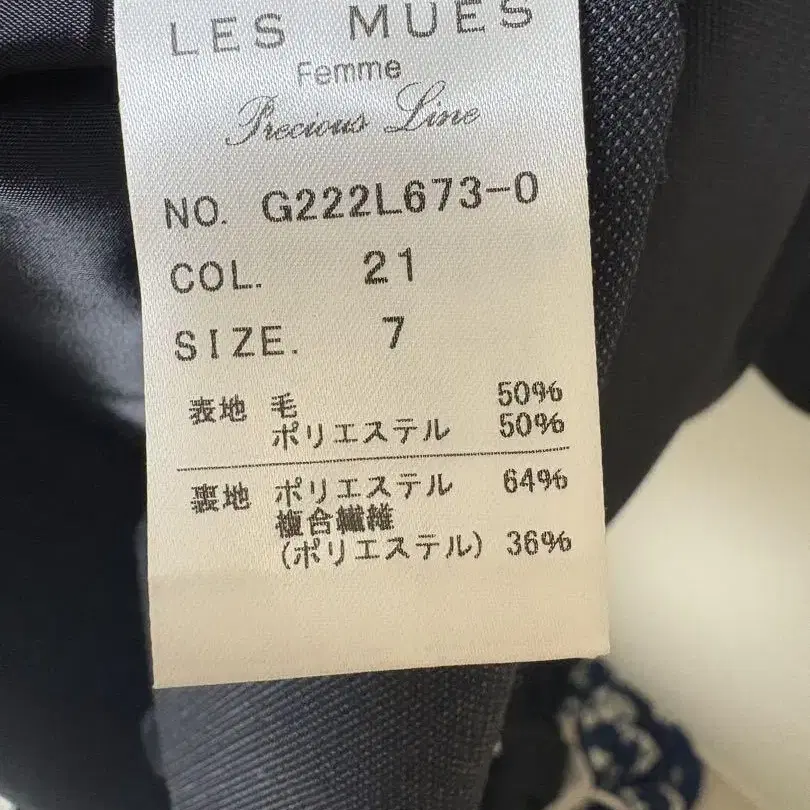 LES MUES
Femme
Precious Line
NO. G222L673-0
COL. 21
SIZE. 7
表地 毛 50%
ポリエステル 50%
裏地 ポリエステル 64%
複合繊維
(ポリエステル) 36%